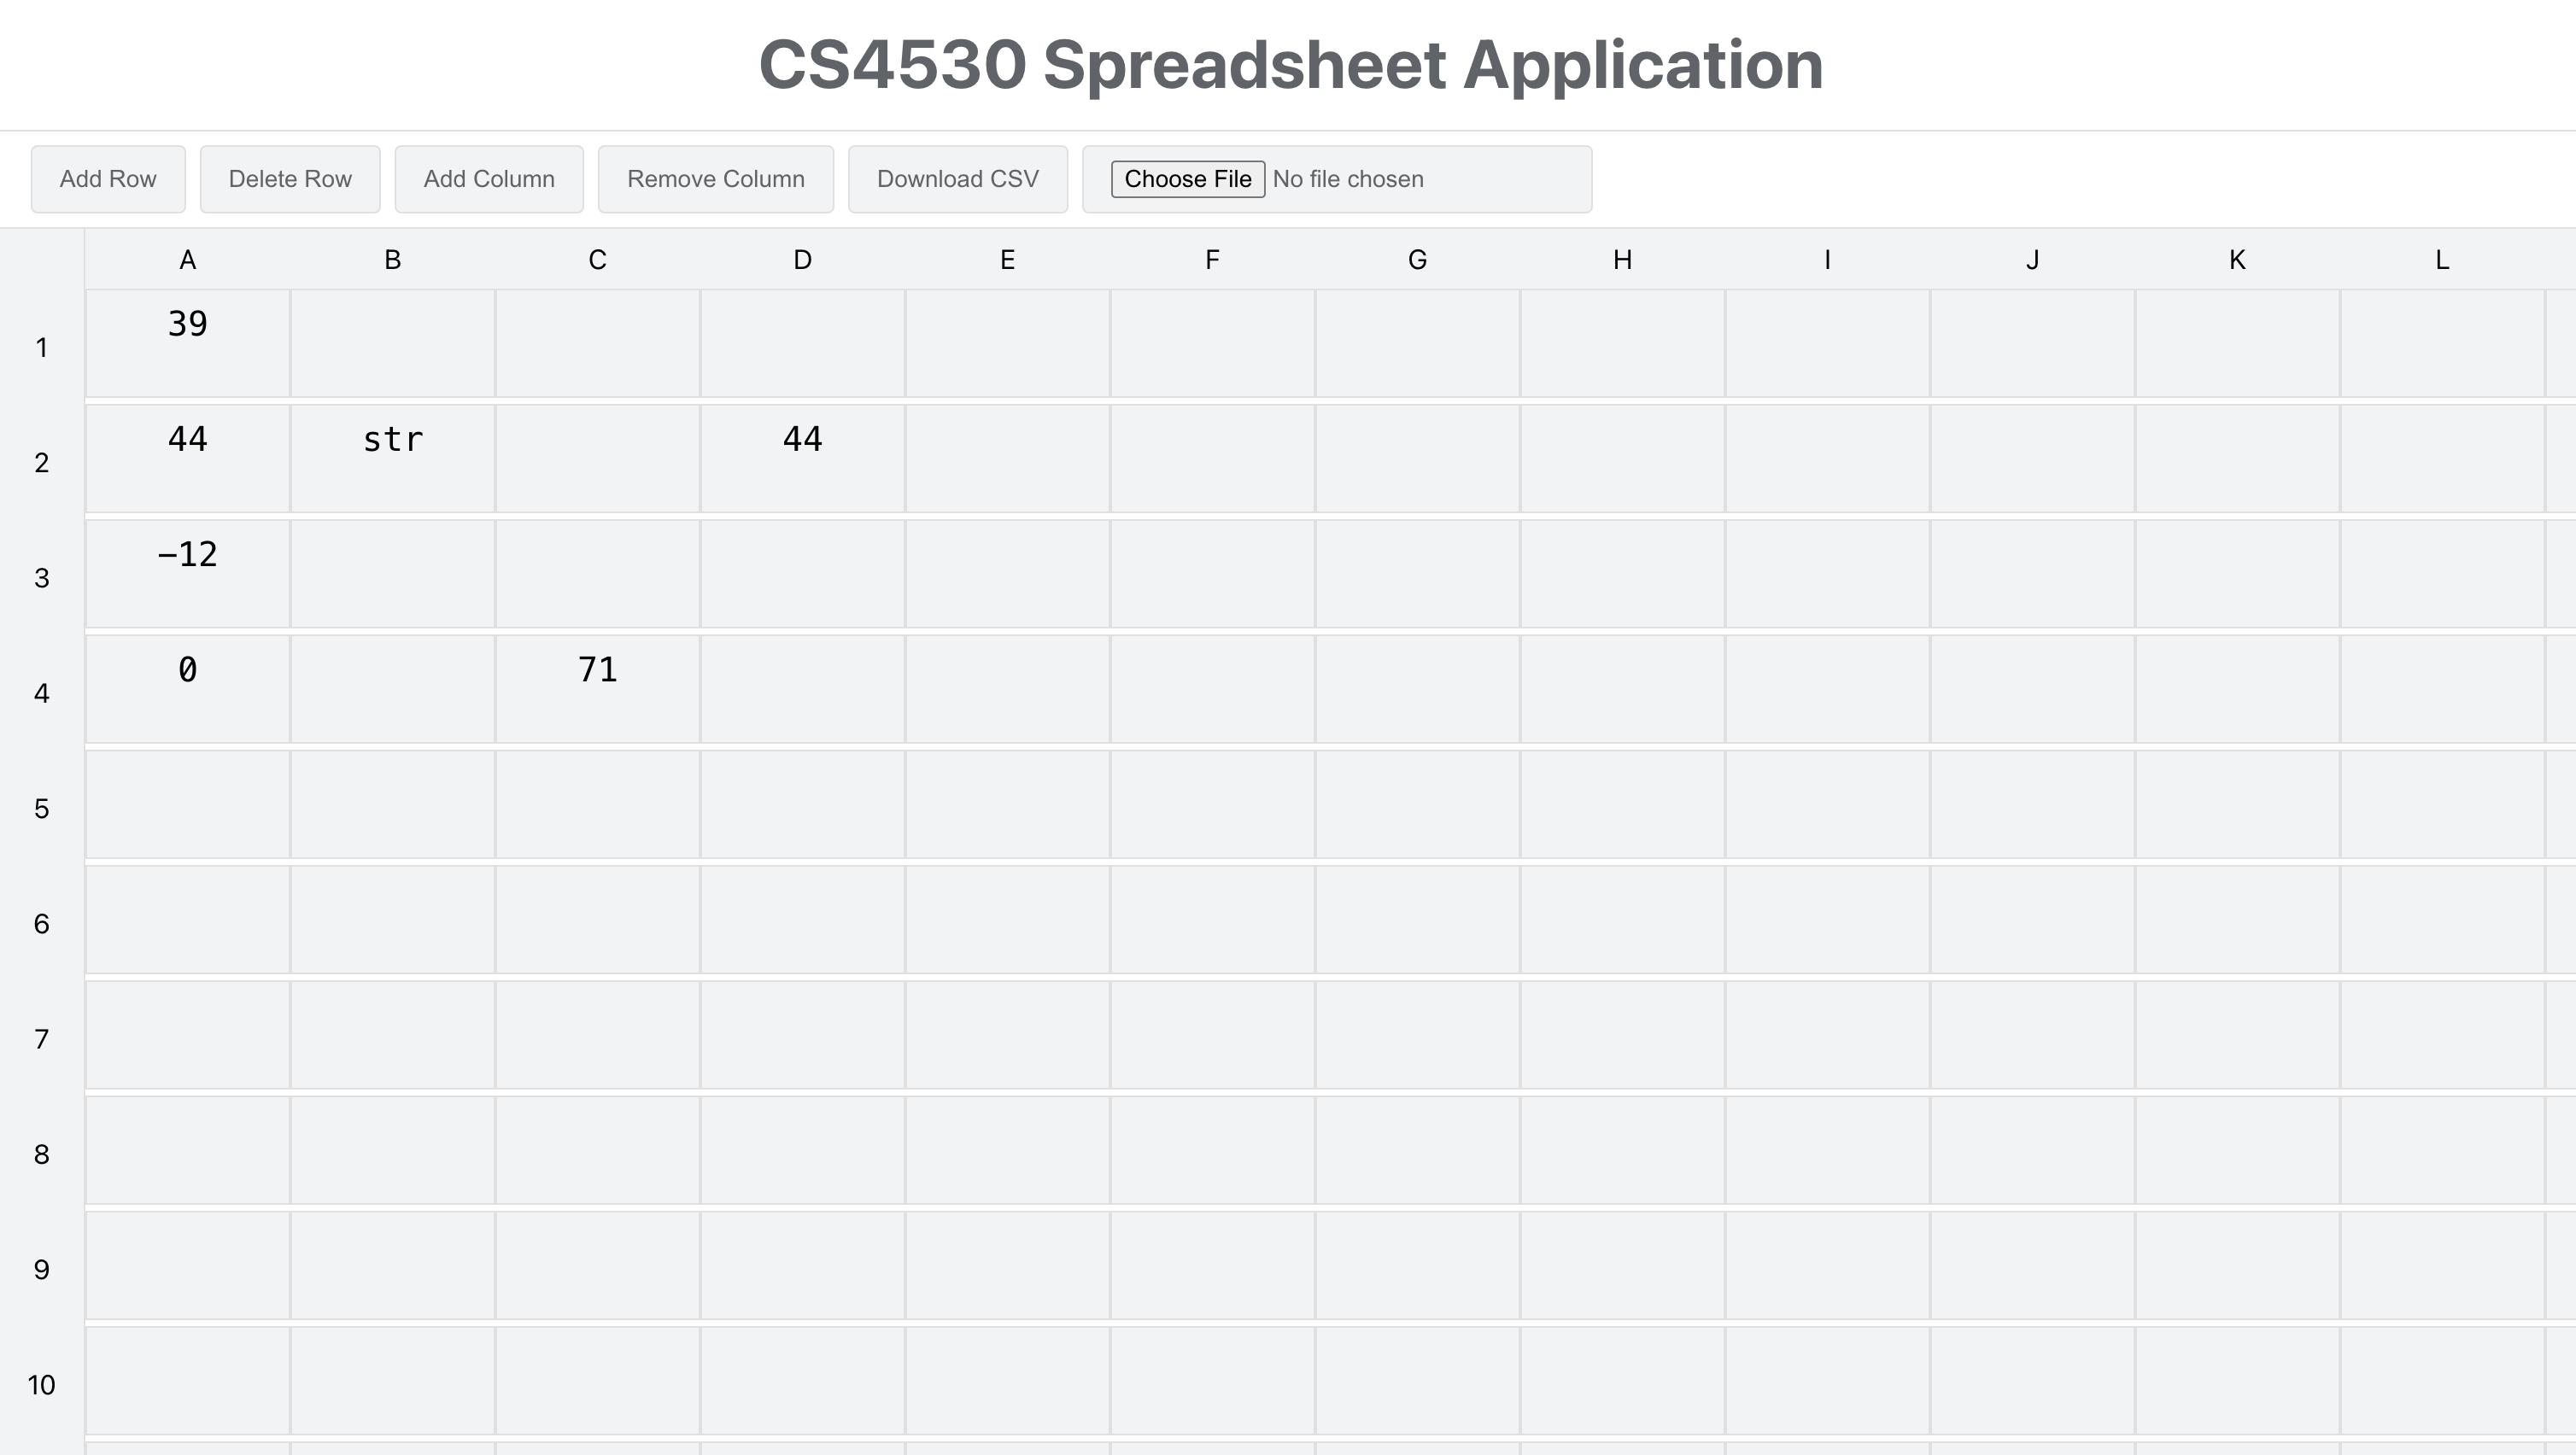 CS4530 Spreadsheet Application
Add Row Delete Row Add Column Remove Column Download CSV Choose File No file chosen
A B C D E F G H I J K L
1 39
2 44 str 44
3 −12
4 0 71
5
6
7
8
9
10